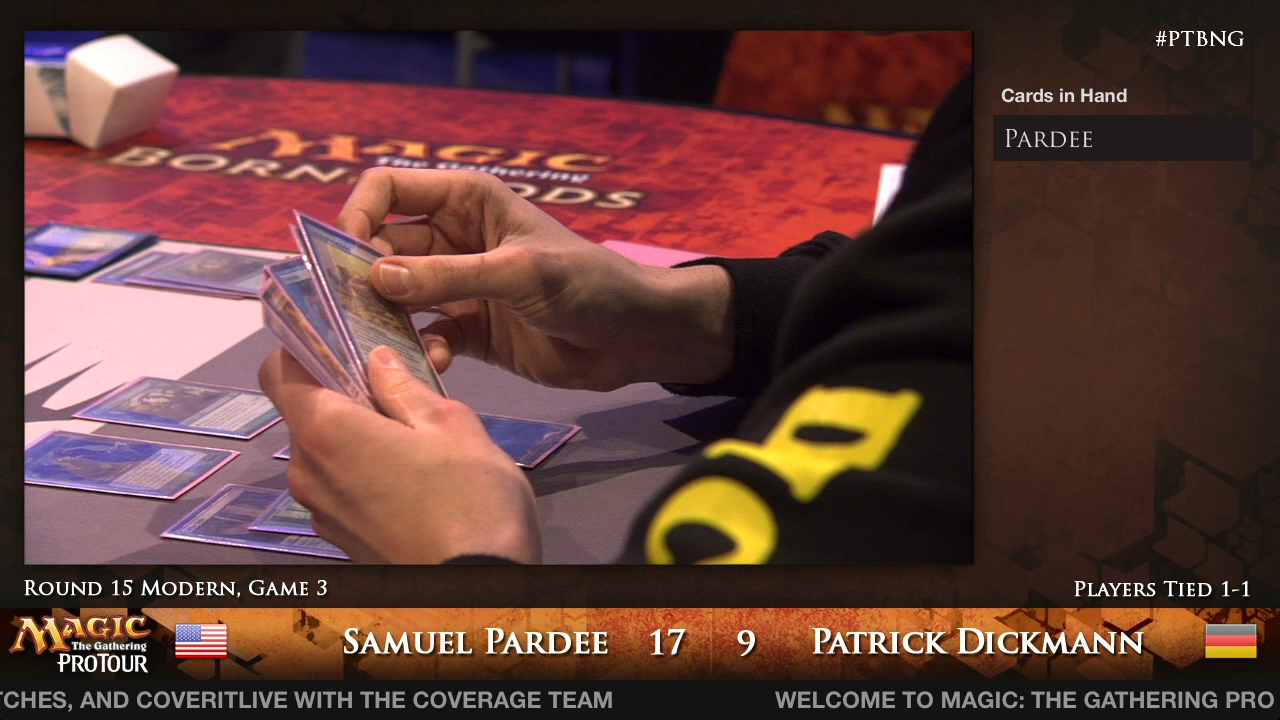 #PTBNG
Cards in Hand
PARDEE
MAGIC
The Gathering
BORN
ODS
ROUND 15 MODERN, GAME 3
PLAYERS TIED 1-1
MAGIC
The Gathering
PRO TOUR
SAMUEL PARDEE 17 9 PATRICK DICKMANN
TCHES, AND COVERITLIVE WITH THE COVERAGE TEAM WELCOME TO MAGIC: THE GATHERING PRO